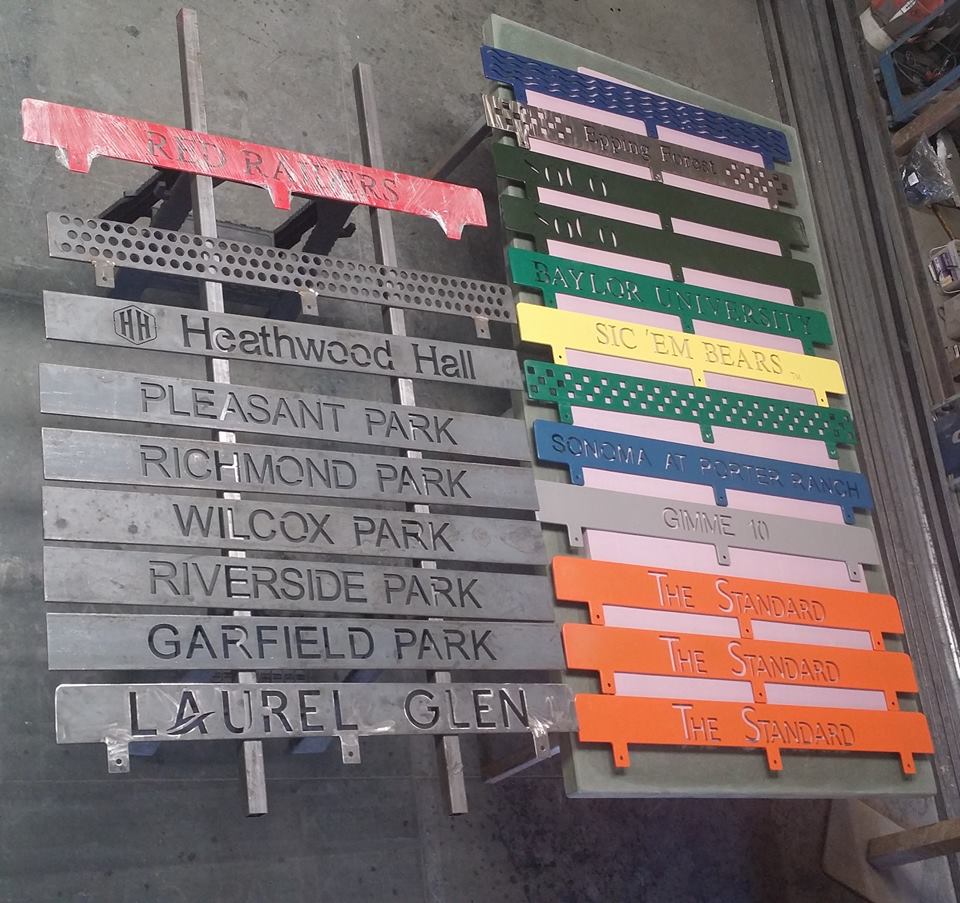 RED RAIDERS
HH Heathwood Hall
PLEASANT PARK
RICHMOND PARK
WILCOX PARK
RIVERSIDE PARK
GARFIELD PARK
LAUREL GLEN
Epping Forest
SOCO
SOCO
BAYLOR UNIVERSITY
SIC 'EM BEARS TM
SONOMA AT PORTER RANCH
GIMME 10
THE STANDARD
THE STANDARD
THE STANDARD